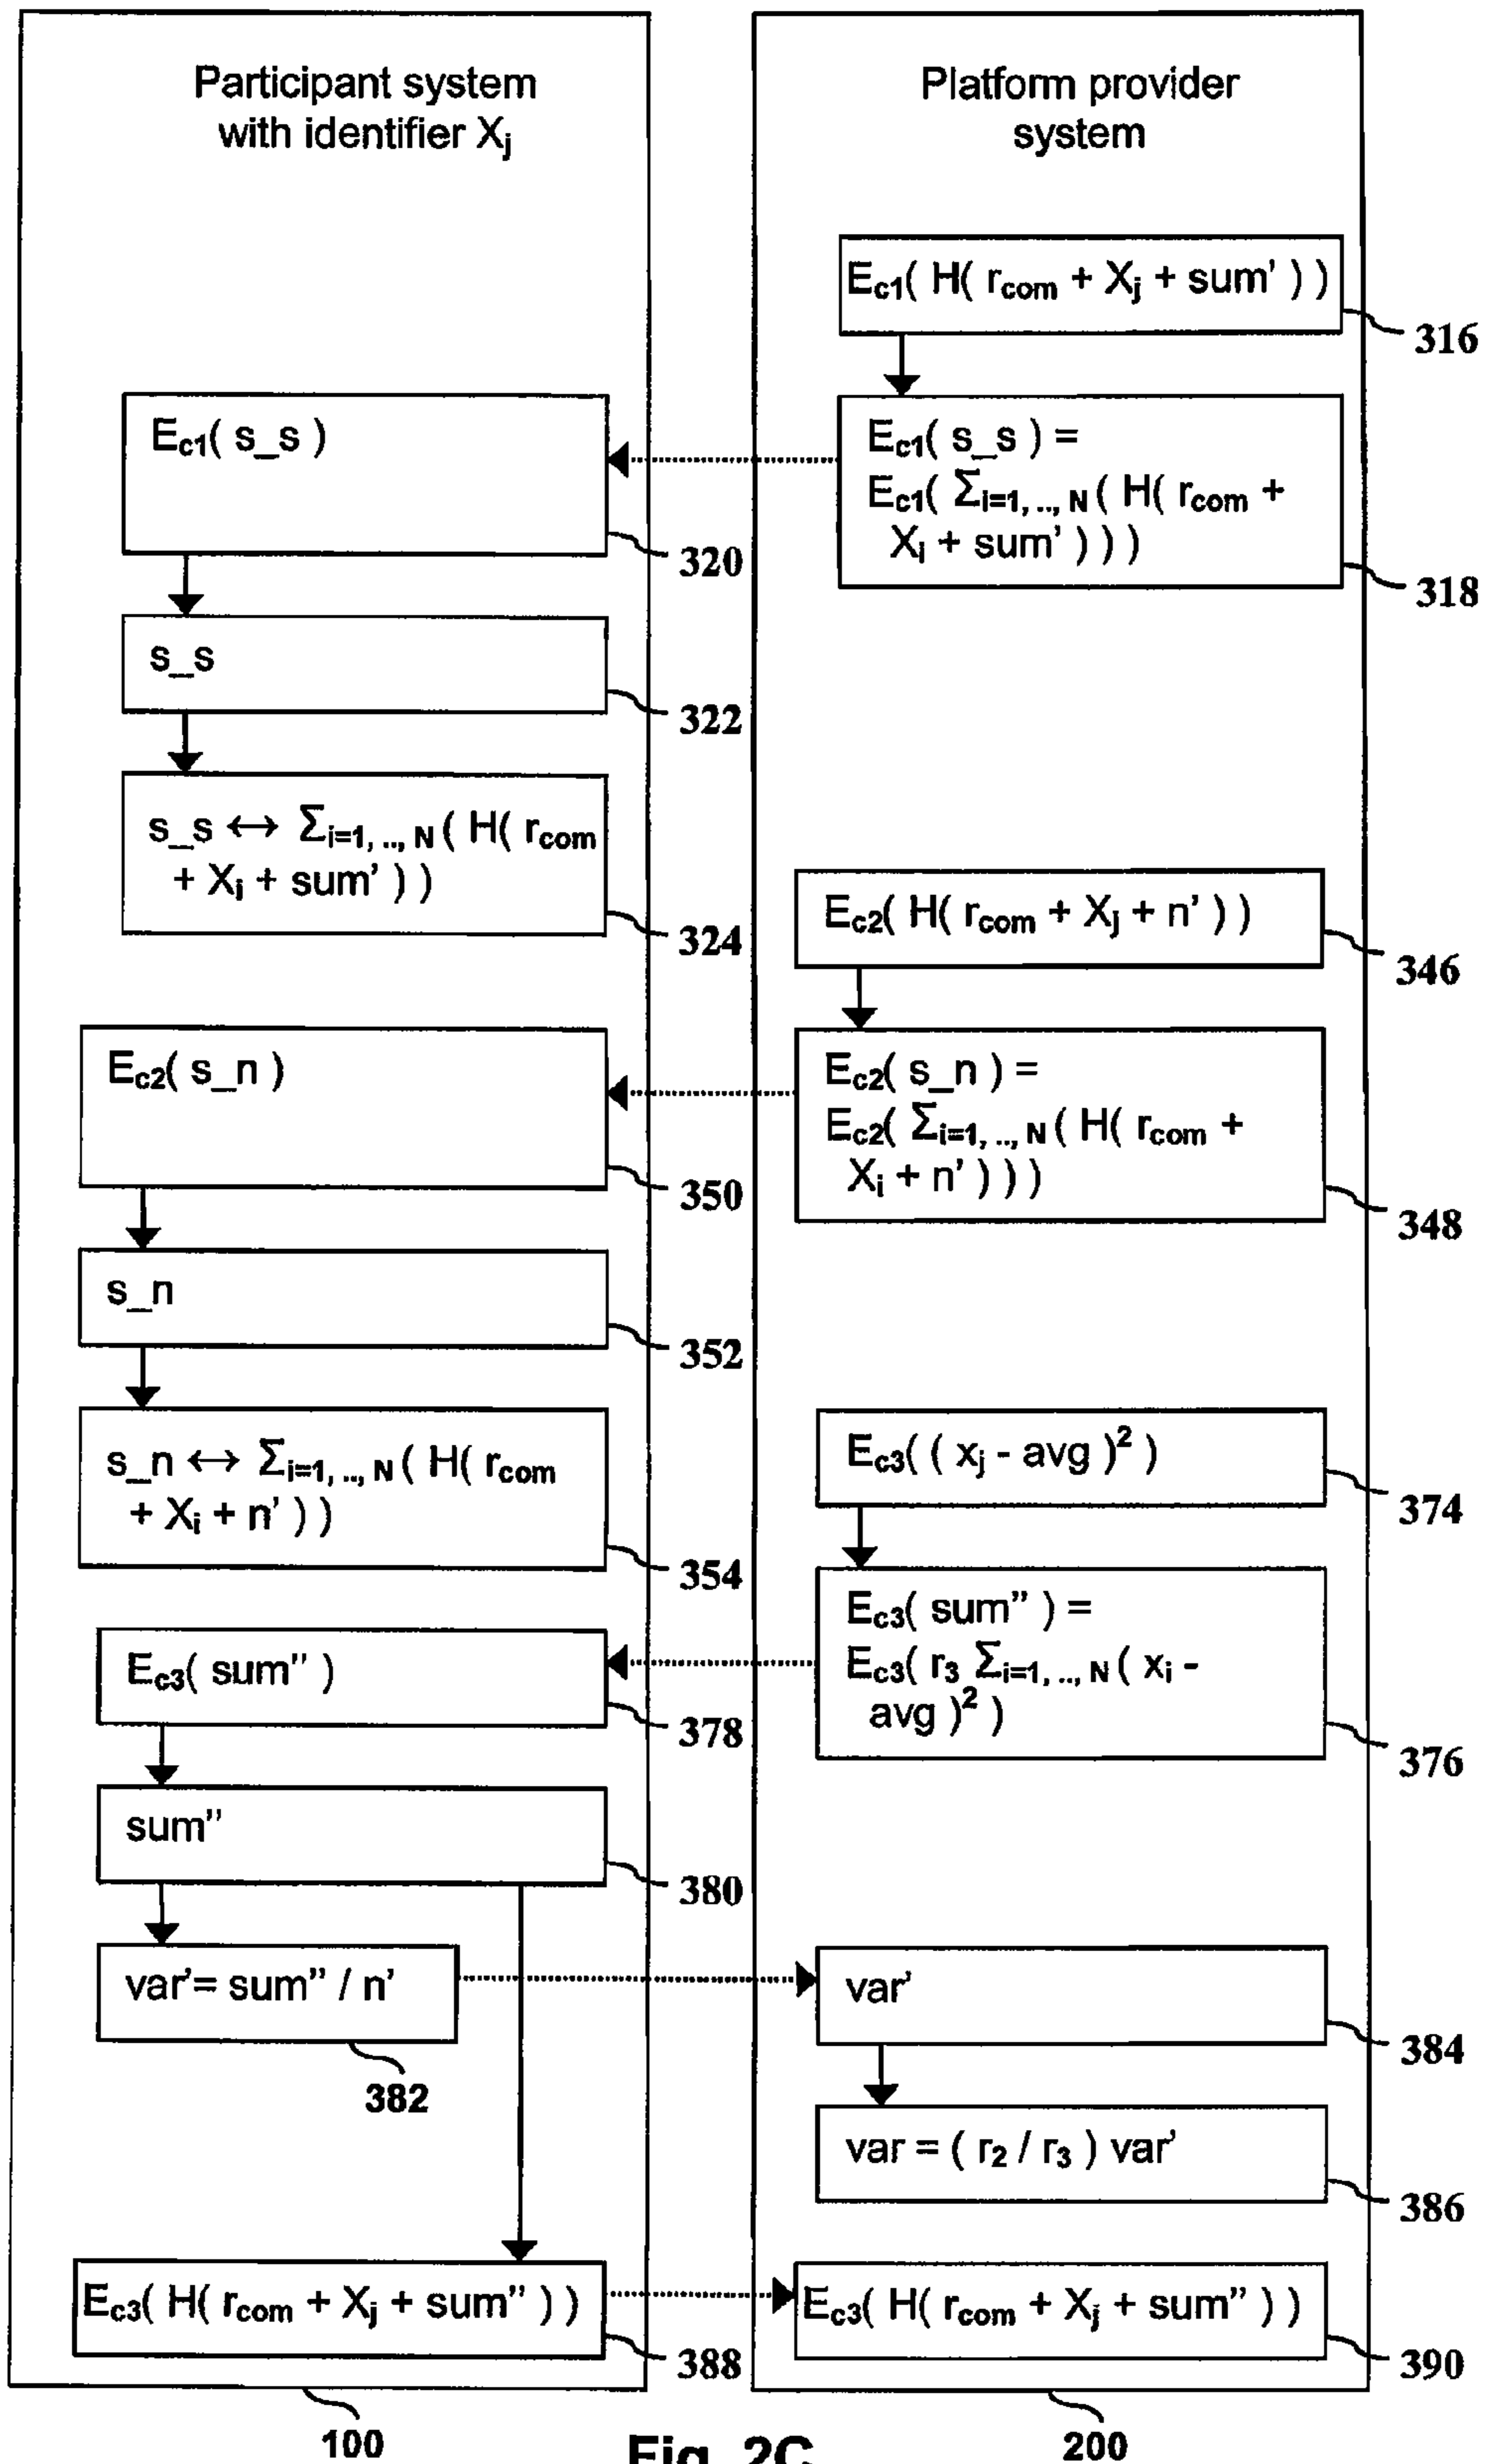 Participant system
with identifier Xj
Platform provider
system
Ec1( H( rcom + Xj + sum' ) )
316
Ec1( s_s )
320
Ec1( s_s ) =
Ec1( Σi=1, .., N ( H( rcom +
Xi + sum' ) ) )
318
s_s
322
s_s ↔ Σi=1, .., N ( H( rcom
+ Xi + sum' ) )
324
Ec2( H( rcom + Xj + n' ) )
346
Ec2( s_n )
350
Ec2( s_n ) =
Ec2( Σi=1, .., N ( H( rcom +
Xi + n' ) ) )
348
s_n
352
s_n ↔ Σi=1, .., N ( H( rcom
+ Xi + n' ) )
354
Ec3( ( xj - avg )² )
374
Ec3( sum'' )
378
Ec3( sum'' ) =
Ec3( r3 Σi=1, .., N ( xi -
avg )² )
376
sum''
380
var'= sum'' / n'
382
var'
384
var = ( r2 / r3 ) var'
386
Ec3( H( rcom + Xj + sum'' ) )
388
Ec3( H( rcom + Xj + sum'' ) )
390
100
200
Fig. 2C